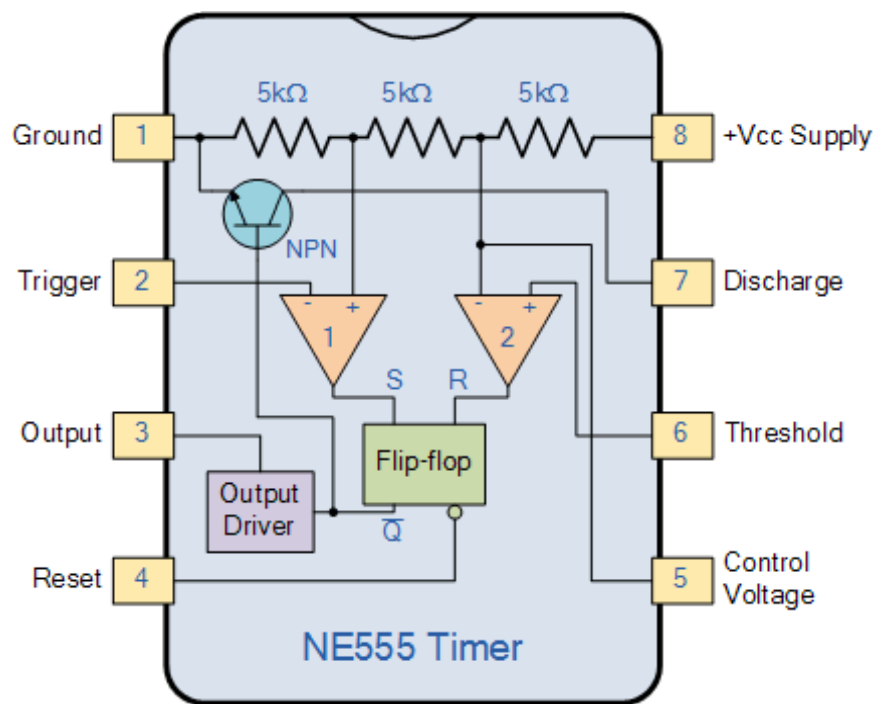 5kΩ 5kΩ 5kΩ
Ground 1
8 +Vcc Supply
NPN
Trigger 2
- +
- +
7 Discharge
1
2
S R
Output 3
6 Threshold
Flip-flop
Output
Driver
Q̅
Reset 4
5 Control
Voltage
NE555 Timer